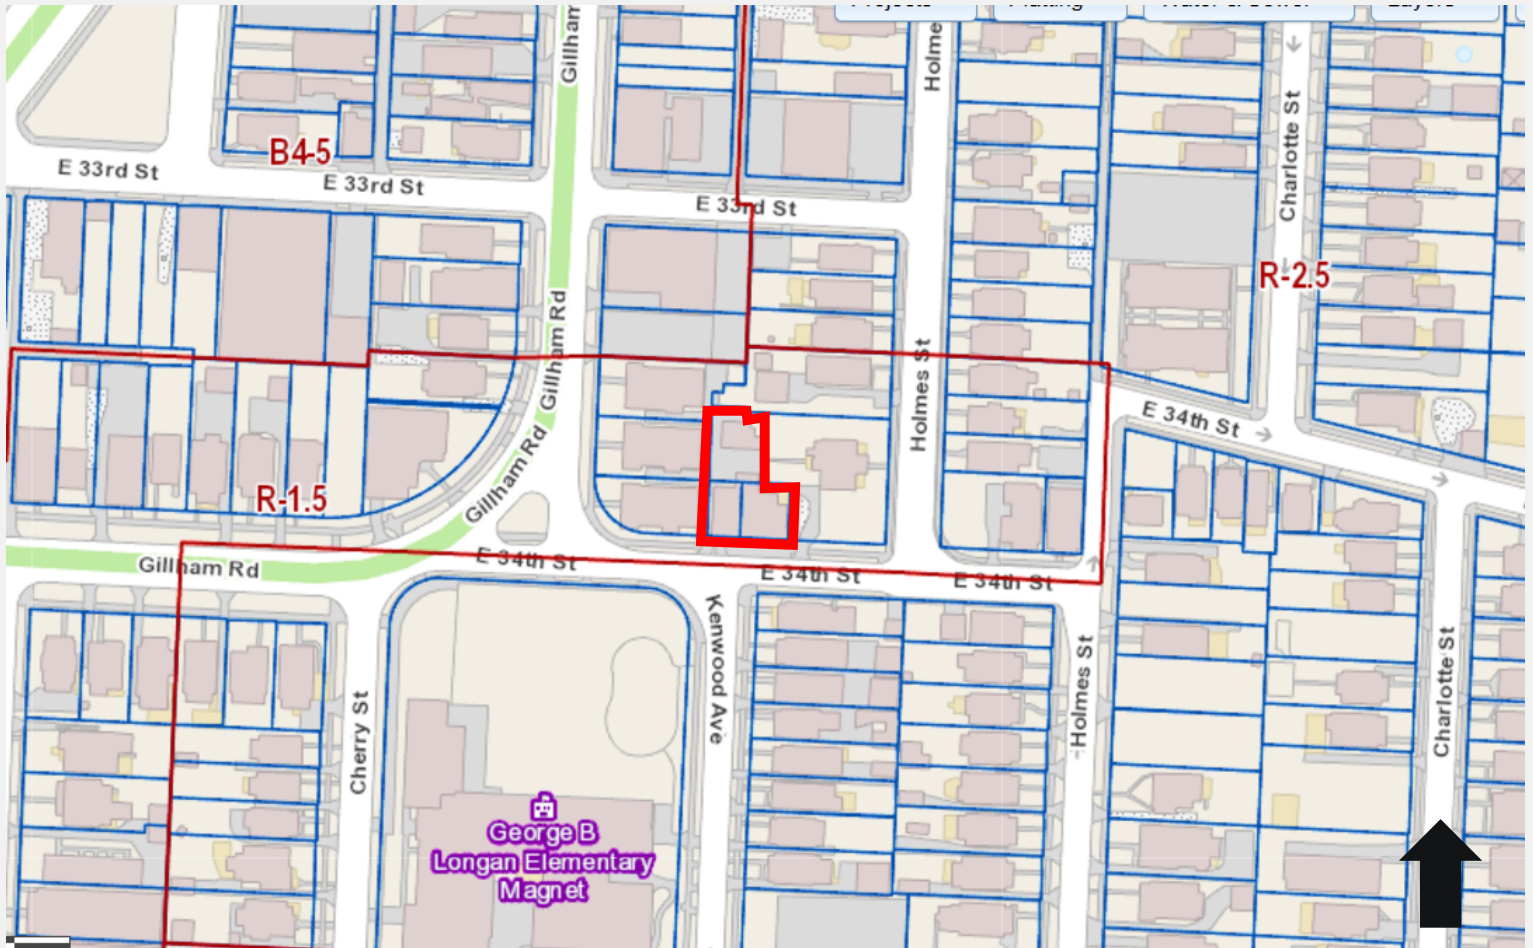 Gillham
Holme
B4-5
E 33rd St
E 33rd St
E 33rd St
Charlotte St
R-2.5
Gillham Rd
Holmes St
E 34th St
Gillham Rd
R-1.5
E 34th St
E 34th St
E 34th St
Gillham Rd
Kenwood Ave
Cherry St
Holmes St
Charlotte St
George B
Longan Elementary
Magnet